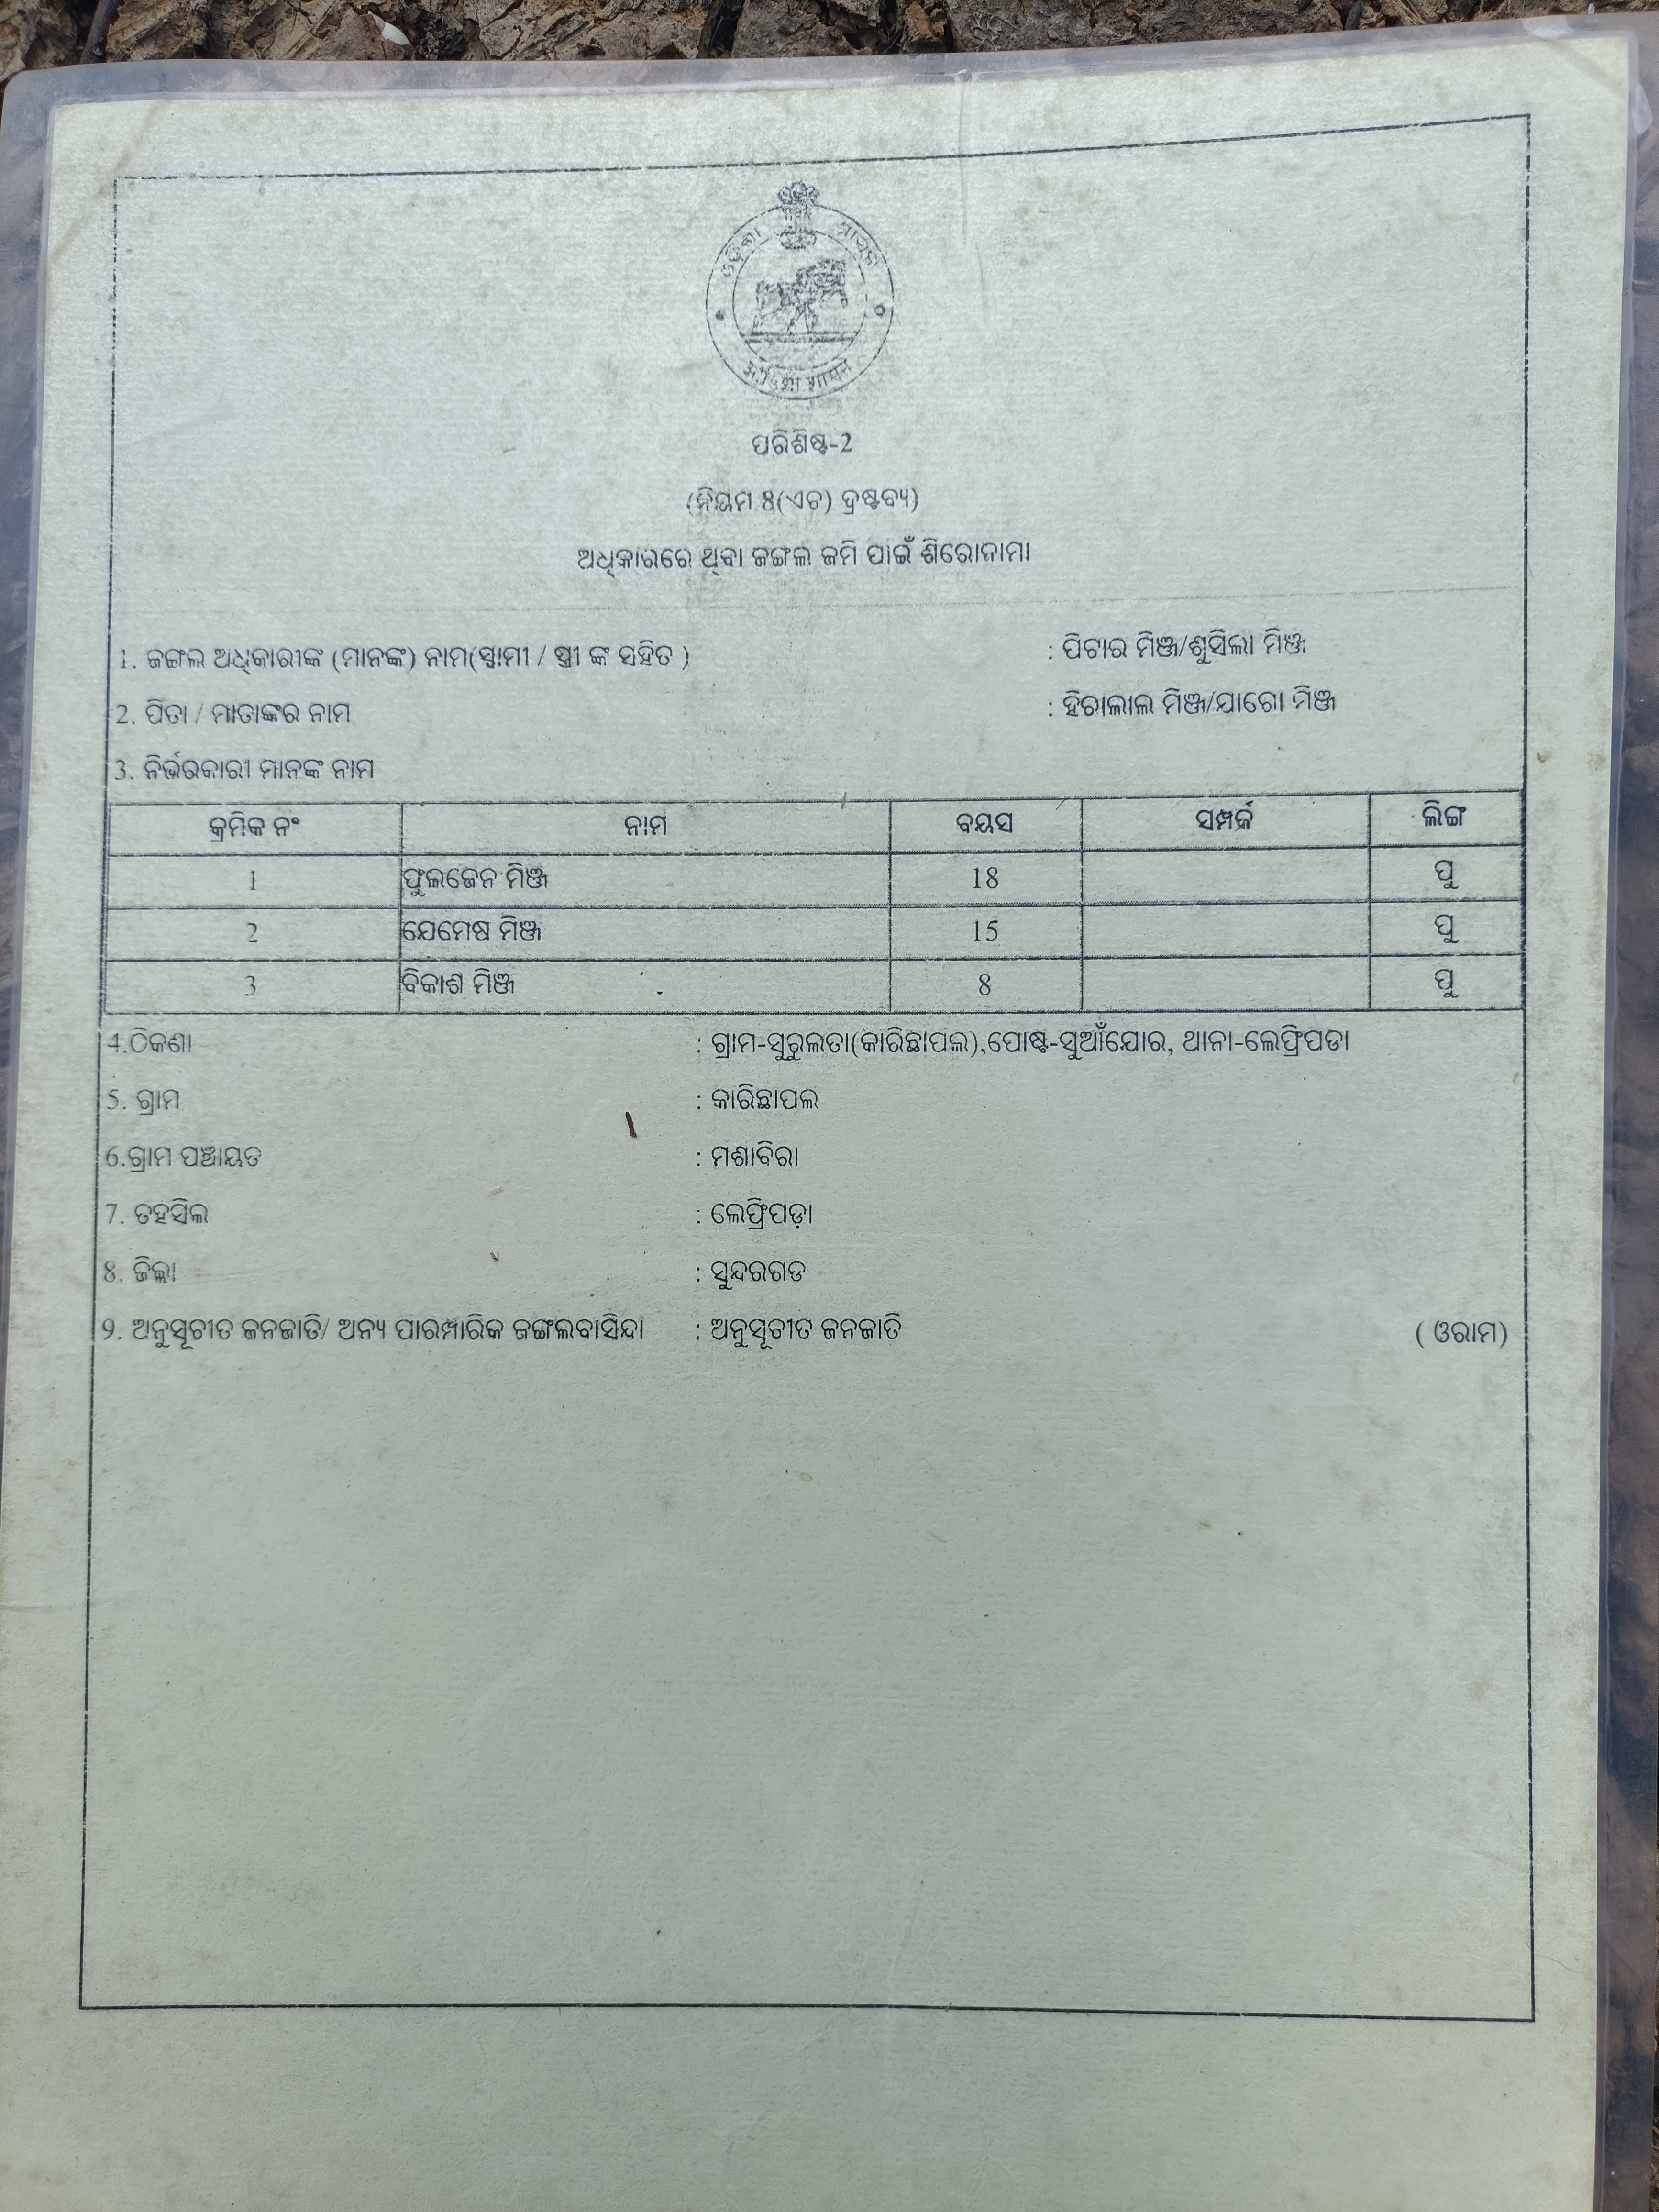 ପରିଶିଷ୍ଟ-2
(ନିୟମ 8(ଏଚ) ଦ୍ରଷ୍ଟବ୍ୟ)
ଅଧିକାରରେ ଥିବା ଜଙ୍ଗଲ ଜମି ପାଇଁ ଶିରୋନାମା
1. ଜଙ୍ଗଲ ଅଧିକାରୀଙ୍କ (ମାନଙ୍କ) ନାମ(ସ୍ଵାମୀ / ସ୍ତ୍ରୀ ଙ୍କ ସହିତ ) : ପିଟାର ମିଞ୍ଜ/ଶୁସିଲା ମିଞ୍ଜ
2. ପିତା / ମାତାଙ୍କର ନାମ : ହିରାଲାଲ ମିଞ୍ଜ/ଯାଗୋ ମିଞ୍ଜ
3. ନିର୍ଭରକାରୀ ମାନଙ୍କ ନାମ
କ୍ରମିକ ନଂ ନାମ ବୟସ ସମ୍ପର୍କ ଲିଙ୍ଗ
1 ଫୁଲଜେନ ମିଞ୍ଜ 18 ପୁ
2 ଯେମେଷ ମିଞ୍ଜ 15 ପୁ
3 ବିକାଶ ମିଞ୍ଜ 8 ପୁ
4.ଠିକଣା : ଗ୍ରାମ-ସୁରୁଲତା(କାରିଛାପଲ),ପୋଷ୍ଟ-ସୁଆଁଯୋର, ଥାନା-ଲେଫ୍ରିପଡା
5. ଗ୍ରାମ : କାରିଛାପଲ
6.ଗ୍ରାମ ପଞ୍ଚାୟତ : ମଶାବିରା
7. ତହସିଲ : ଲେଫ୍ରିପଡ଼ା
8. ଜିଲ୍ଲା : ସୁନ୍ଦରଗଡ
9. ଅନୁସୂଚୀତ ଜନଜାତି/ ଅନ୍ୟ ପାରମ୍ପାରିକ ଜଙ୍ଗଲବାସିନ୍ଦା : ଅନୁସୂଚୀତ ଜନଜାତି ( ଓରାମ)